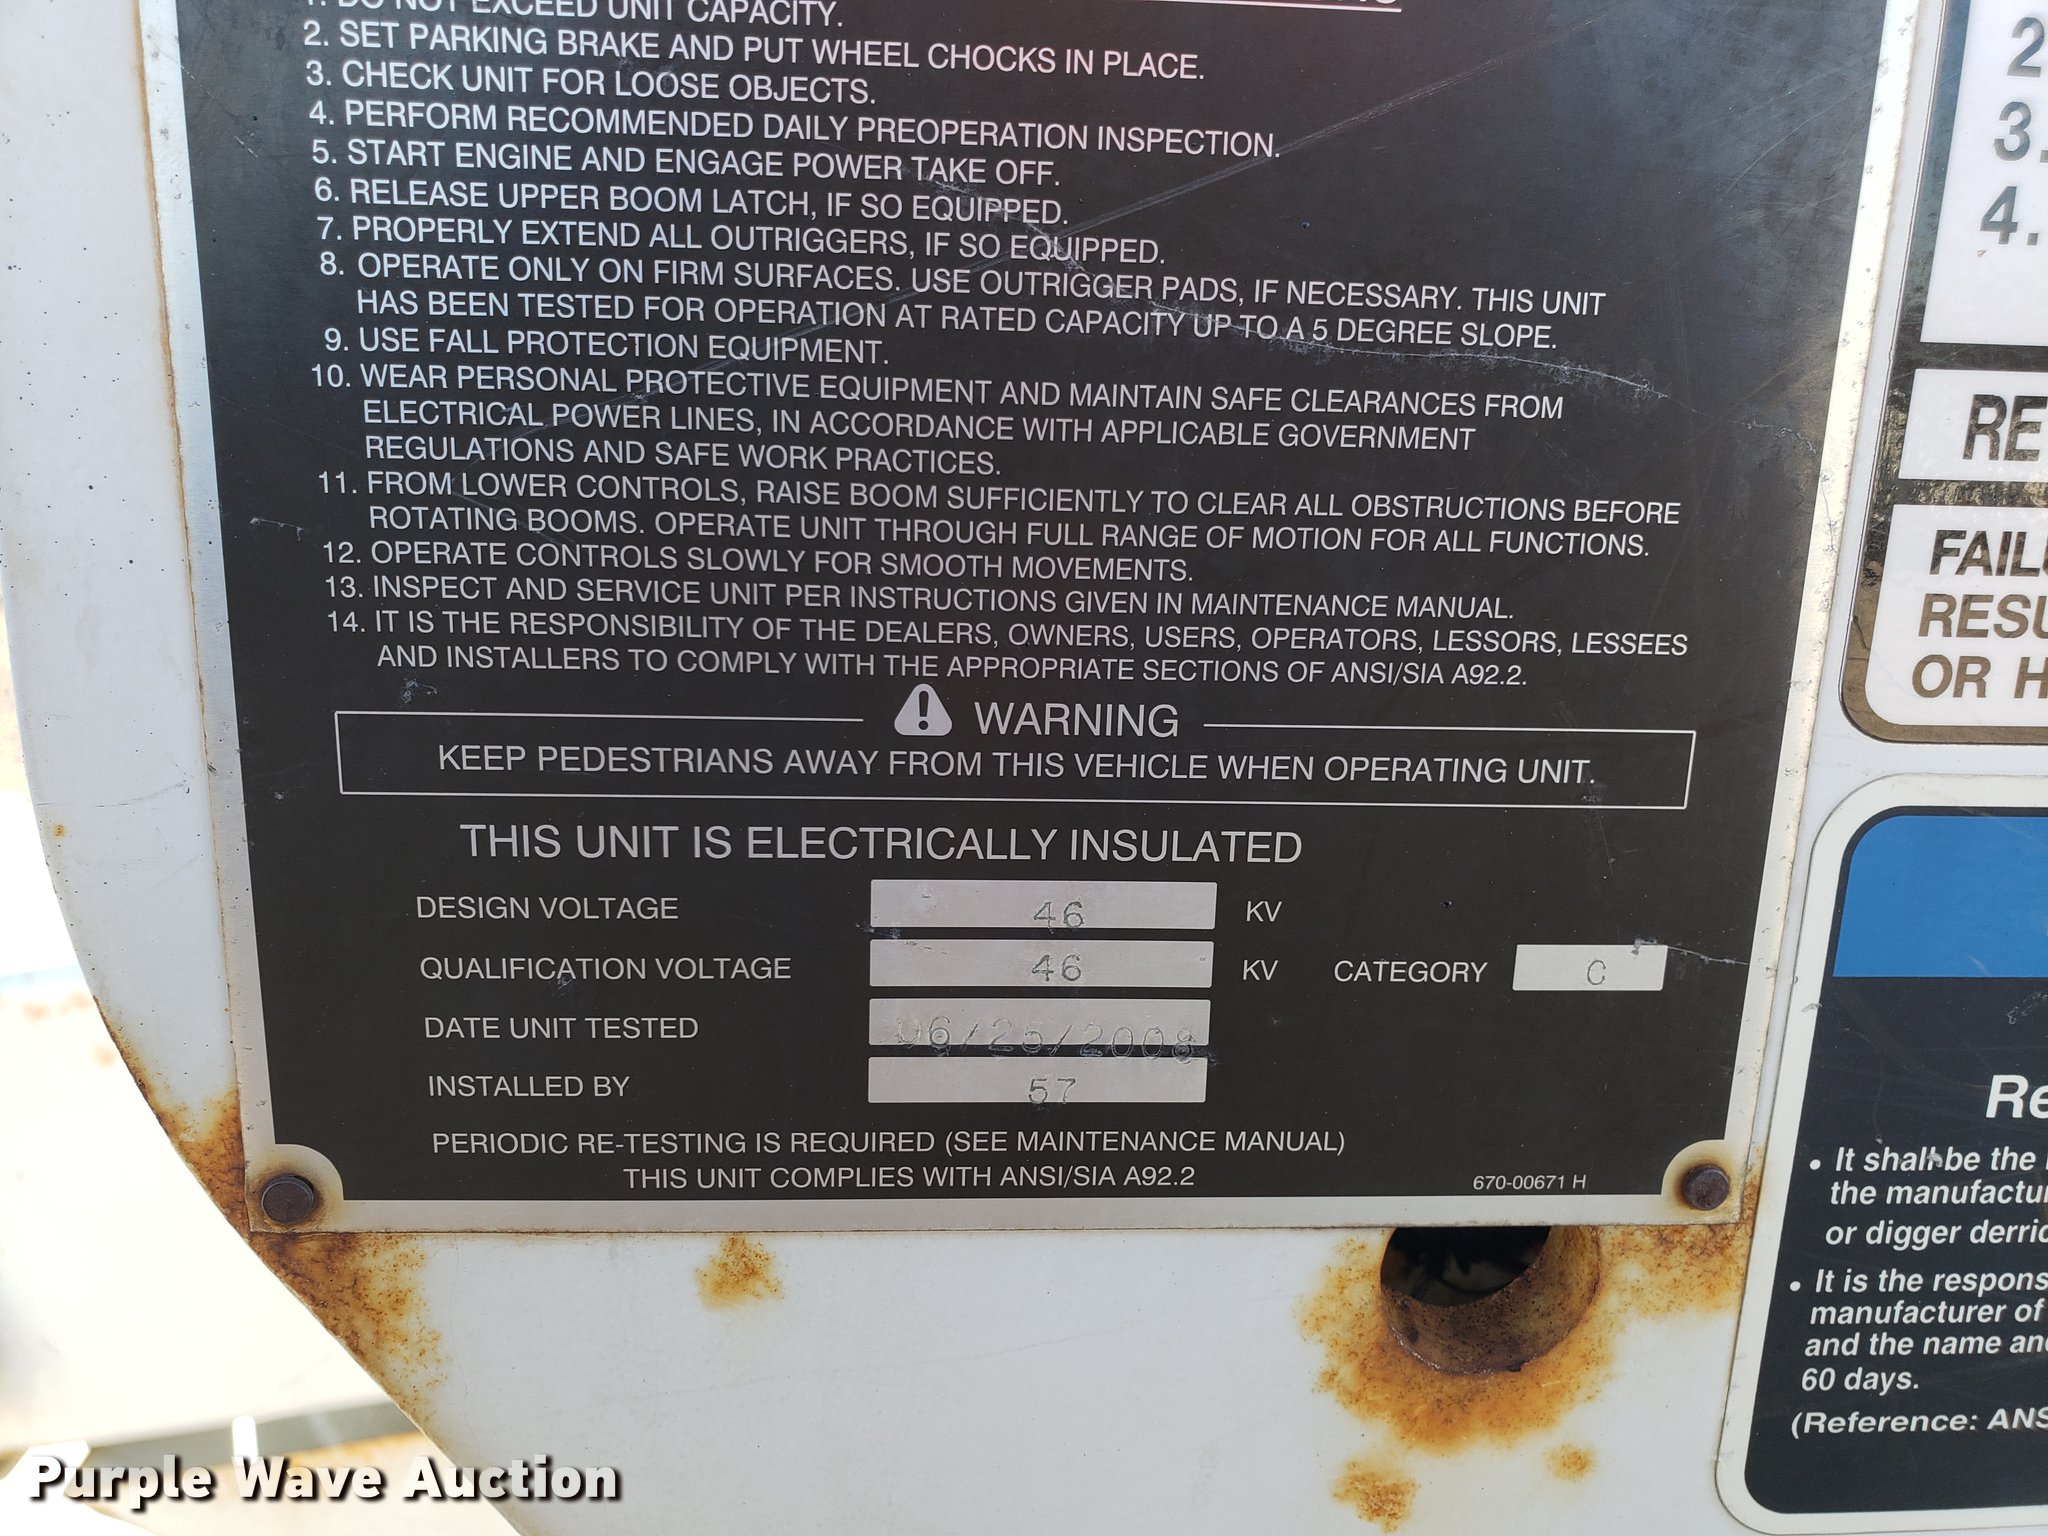 1. DO NOT EXCEED UNIT CAPACITY.
2. SET PARKING BRAKE AND PUT WHEEL CHOCKS IN PLACE.
3. CHECK UNIT FOR LOOSE OBJECTS.
4. PERFORM RECOMMENDED DAILY PREOPERATION INSPECTION.
5. START ENGINE AND ENGAGE POWER TAKE OFF.
6. RELEASE UPPER BOOM LATCH, IF SO EQUIPPED.
7. PROPERLY EXTEND ALL OUTRIGGERS, IF SO EQUIPPED.
8. OPERATE ONLY ON FIRM SURFACES. USE OUTRIGGER PADS, IF NECESSARY. THIS UNIT
HAS BEEN TESTED FOR OPERATION AT RATED CAPACITY UP TO A 5 DEGREE SLOPE.
9. USE FALL PROTECTION EQUIPMENT.
10. WEAR PERSONAL PROTECTIVE EQUIPMENT AND MAINTAIN SAFE CLEARANCES FROM
ELECTRICAL POWER LINES, IN ACCORDANCE WITH APPLICABLE GOVERNMENT
REGULATIONS AND SAFE WORK PRACTICES.
11. FROM LOWER CONTROLS, RAISE BOOM SUFFICIENTLY TO CLEAR ALL OBSTRUCTIONS BEFORE
ROTATING BOOMS. OPERATE UNIT THROUGH FULL RANGE OF MOTION FOR ALL FUNCTIONS.
12. OPERATE CONTROLS SLOWLY FOR SMOOTH MOVEMENTS.
13. INSPECT AND SERVICE UNIT PER INSTRUCTIONS GIVEN IN MAINTENANCE MANUAL.
14. IT IS THE RESPONSIBILITY OF THE DEALERS, OWNERS, USERS, OPERATORS, LESSORS, LESSEES
AND INSTALLERS TO COMPLY WITH THE APPROPRIATE SECTIONS OF ANSI/SIA A92.2.
WARNING
KEEP PEDESTRIANS AWAY FROM THIS VEHICLE WHEN OPERATING UNIT.
THIS UNIT IS ELECTRICALLY INSULATED
DESIGN VOLTAGE 46 KV
QUALIFICATION VOLTAGE 46 KV CATEGORY C
DATE UNIT TESTED 06/25/2008
INSTALLED BY 57
PERIODIC RE-TESTING IS REQUIRED (SEE MAINTENANCE MANUAL)
THIS UNIT COMPLIES WITH ANSI/SIA A92.2
670-00671 H
2
3.
4.
RE
FAIL
RESU
OR H
Re
• It shall be the
the manufactu
or digger derric
• It is the respons
manufacturer of
and the name an
60 days.
(Reference: ANS
Purple Wave Auction